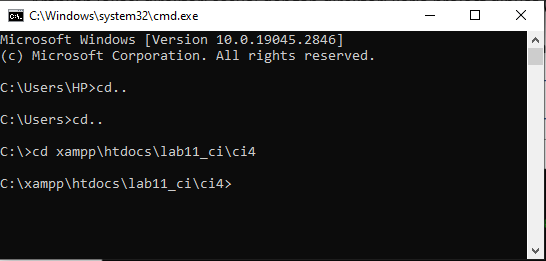 C:\Windows\system32\cmd.exe
Microsoft Windows [Version 10.0.19045.2846]
(c) Microsoft Corporation. All rights reserved.
C:\Users\HP>cd..
C:\Users>cd..
C:\>cd xampp\htdocs\lab11_ci\ci4
C:\xampp\htdocs\lab11_ci\ci4>